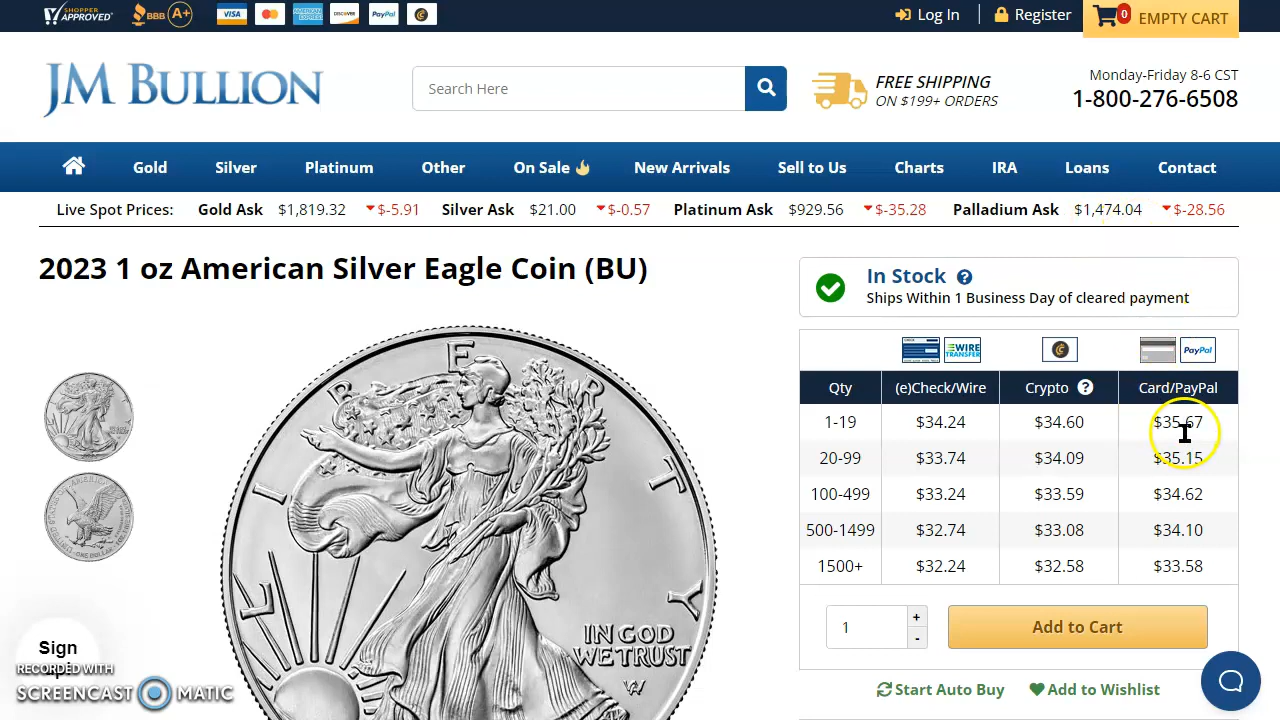 SHOPPER APPROVED BBB A+ VISA mastercard AMERICAN EXPRESS DISCOVER PayPal Log In Register 0 EMPTY CART
JM BULLION
Search Here
FREE SHIPPING
ON $199+ ORDERS
Monday-Friday 8-6 CST
1-800-276-6508
Gold Silver Platinum Other On Sale New Arrivals Sell to Us Charts IRA Loans Contact
Live Spot Prices: Gold Ask $1,819.32 $-5.91 Silver Ask $21.00 $-0.57 Platinum Ask $929.56 $-35.28 Palladium Ask $1,474.04 $-28.56
2023 1 oz American Silver Eagle Coin (BU)
In Stock ?
Ships Within 1 Business Day of cleared payment
WIRE TRANSFER PayPal
Qty (e)Check/Wire Crypto ? Card/PayPal
1-19 $34.24 $34.60 $35.67
20-99 $33.74 $34.09 $35.15
100-499 $33.24 $33.59 $34.62
500-1499 $32.74 $33.08 $34.10
1500+ $32.24 $32.58 $33.58
1 + - Add to Cart
Start Auto Buy Add to Wishlist
LIBERTY
IN GOD
WE TRUST
Sign
RECORDED WITH
SCREENCAST MATIC